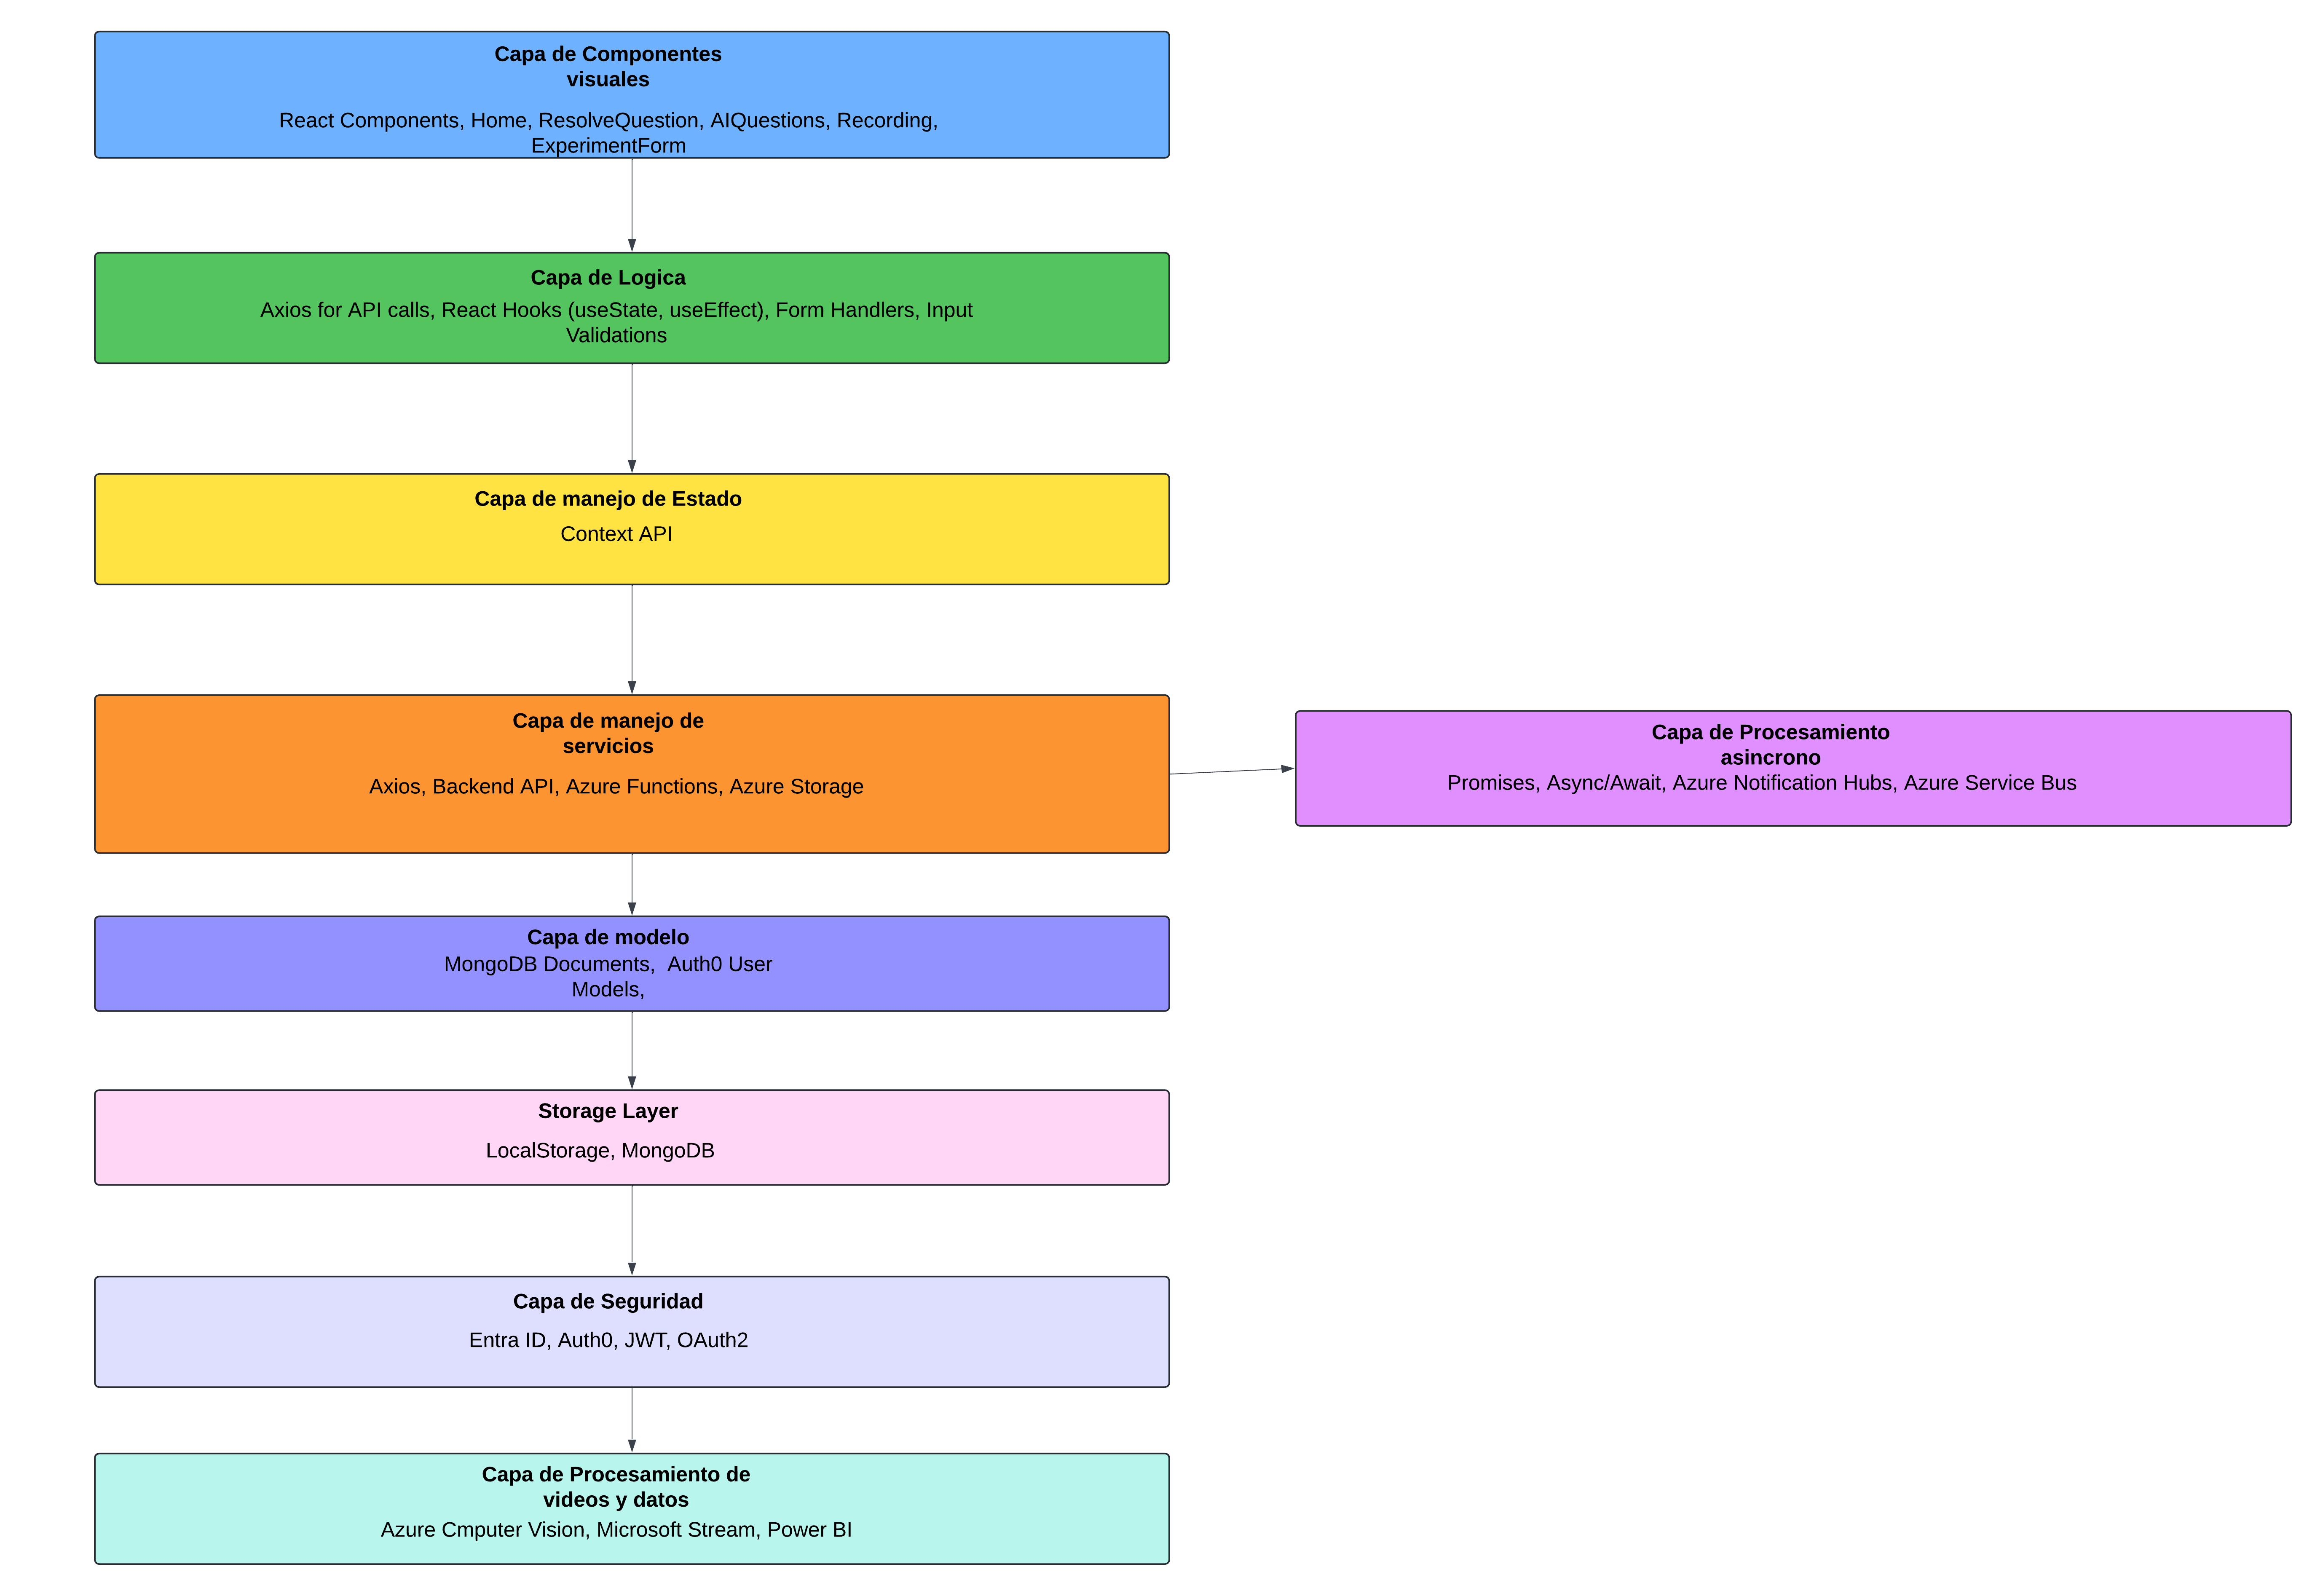 Capa de Componentes
visuales
React Components, Home, ResolveQuestion, AIQuestions, Recording,
ExperimentForm
Capa de Logica
Axios for API calls, React Hooks (useState, useEffect), Form Handlers, Input
Validations
Capa de manejo de Estado
Context API
Capa de manejo de
servicios
Axios, Backend API, Azure Functions, Azure Storage
Capa de Procesamiento
asincrono
Promises, Async/Await, Azure Notification Hubs, Azure Service Bus
Capa de modelo
MongoDB Documents,  Auth0 User
Models,
Storage Layer
LocalStorage, MongoDB
Capa de Seguridad
Entra ID, Auth0, JWT, OAuth2
Capa de Procesamiento de
videos y datos
Azure Cmputer Vision, Microsoft Stream, Power BI